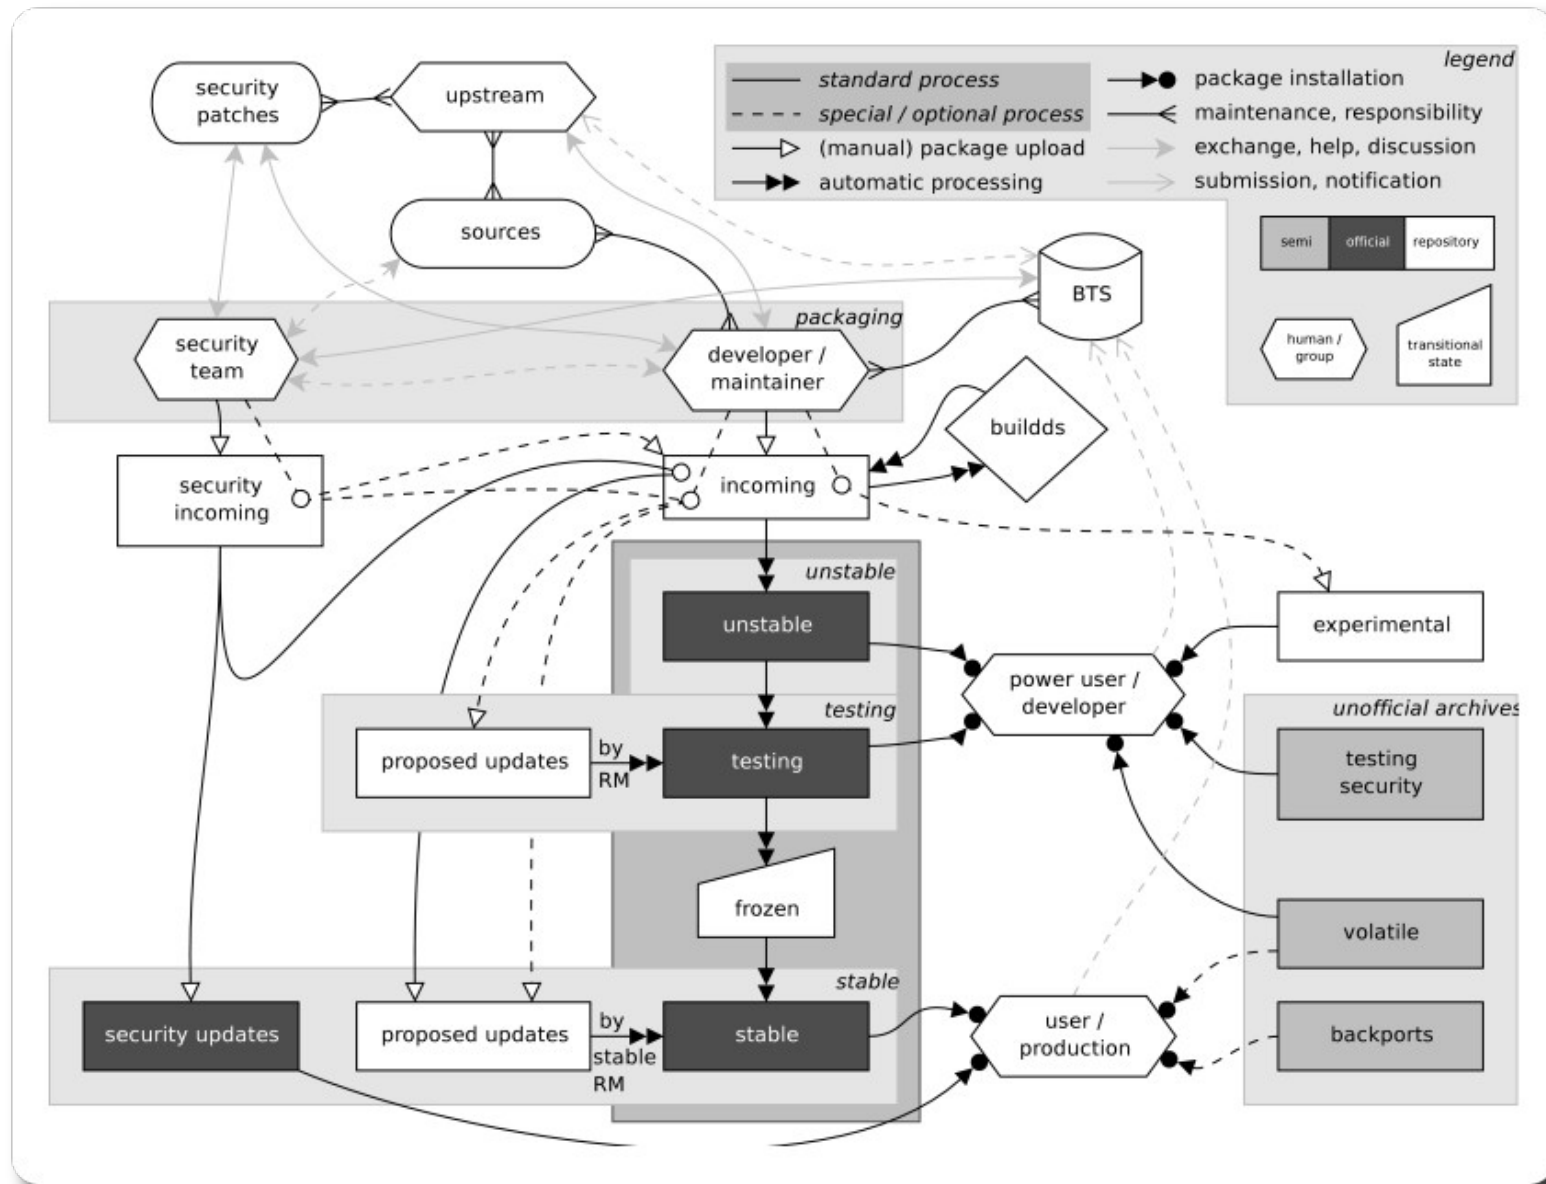 legend
standard process
special / optional process
(manual) package upload
automatic processing
package installation
maintenance, responsibility
exchange, help, discussion
submission, notification
semi
official
repository
human /
group
transitional
state
security
patches
upstream
sources
BTS
packaging
security
team
developer /
maintainer
buildds
security
incoming
incoming
unstable
unstable
experimental
power user /
developer
testing
proposed updates
by
RM
testing
unofficial archives
testing
security
frozen
volatile
stable
security updates
proposed updates
by
stable
RM
stable
user /
production
backports